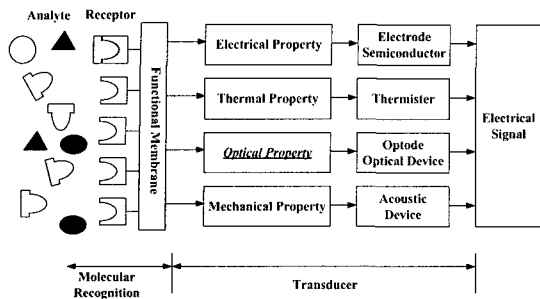 Analyte
Receptor
Functional Membrane
Electrical Property
Electrode
Semiconductor
Thermal Property
Thermister
Optical Property
Optode
Optical Device
Mechanical Property
Acoustic
Device
Electrical
Signal
Molecular
Recognition
Transducer